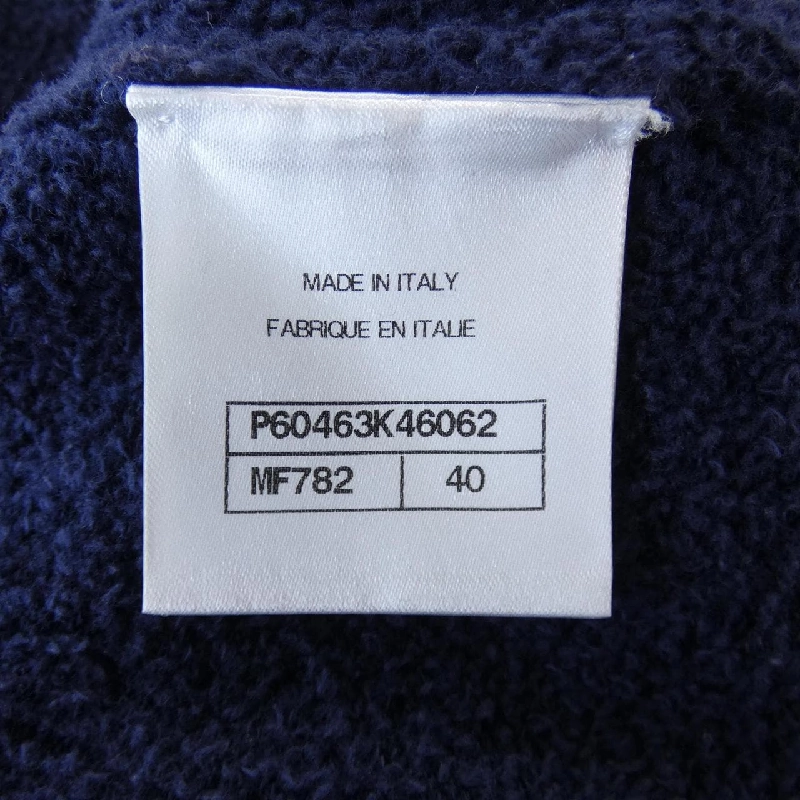 MADE IN ITALY
FABRIQUE EN ITALIE
P60463K46062
MF782 40